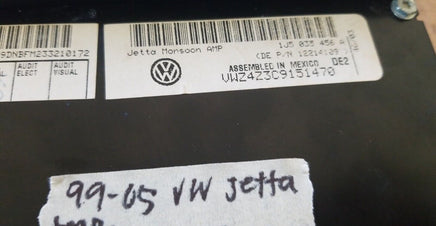 9DNBFM233210172
AUDIT ELECT
AUDIT VISUAL
Jetta Monsoon AMP
1J5 035 456 A
(DE P/N 12214109)
ASSEMBLED IN MEXICO DE2
VWZ4Z3C9151470
99-05 VW Jetta